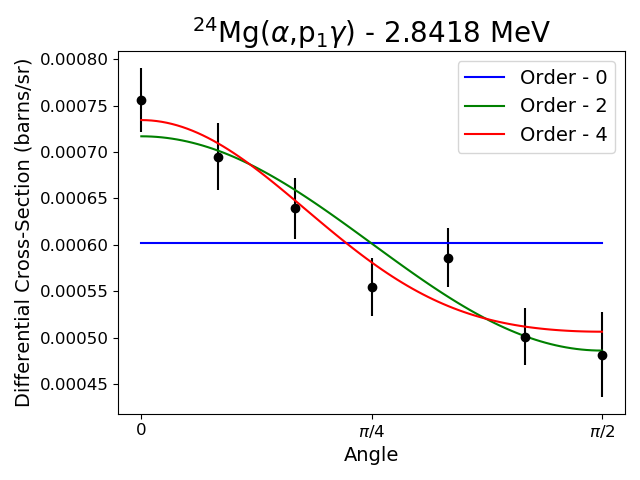 ²⁴Mg(α,p₁γ) - 2.8418 MeV
Differential Cross-Section (barns/sr)
0.00080
0.00075
0.00070
0.00065
0.00060
0.00055
0.00050
0.00045
Order - 0
Order - 2
Order - 4
0
π/4
π/2
Angle